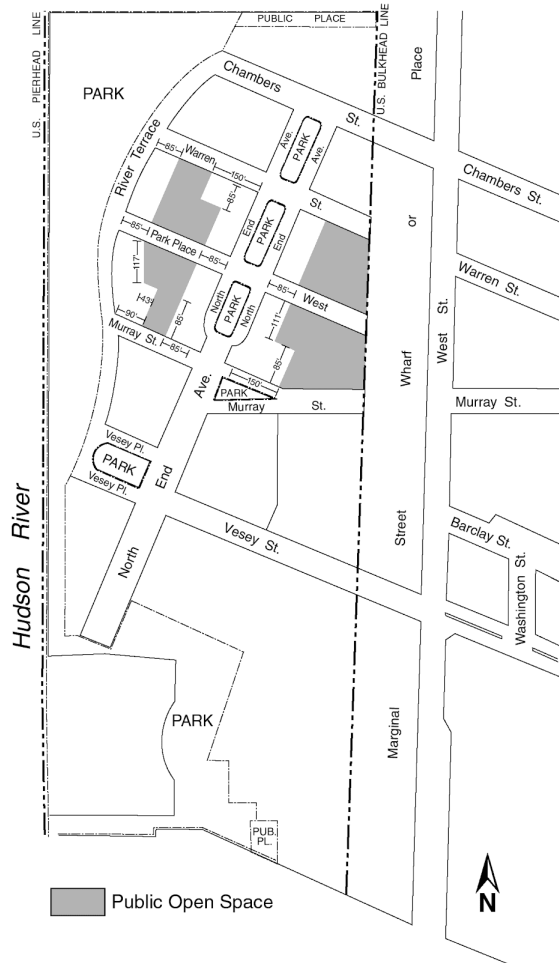 U.S. PIERHEAD LINE
PUBLIC PLACE
U.S. BULKHEAD LINE
PARK
Chambers
St.
Place
River Terrace
Ave.
PARK
Ave.
85'
Warren
150'
85'
St.
Chambers St.
or
85'
Park Place
85'
End
PARK
End
Warren St.
117'
43'
90'
85'
North
PARK
North
85'
West
111'
85'
Murray St.
85'
150'
Ave.
PARK
Murray St.
Wharf
West St.
Murray St.
Vesey Pl.
PARK
Vesey Pl.
End
Hudson River
North
Vesey St.
Street
Barclay St.
Washington St.
PARK
Marginal
PUB.
PL.
Public Open Space
N